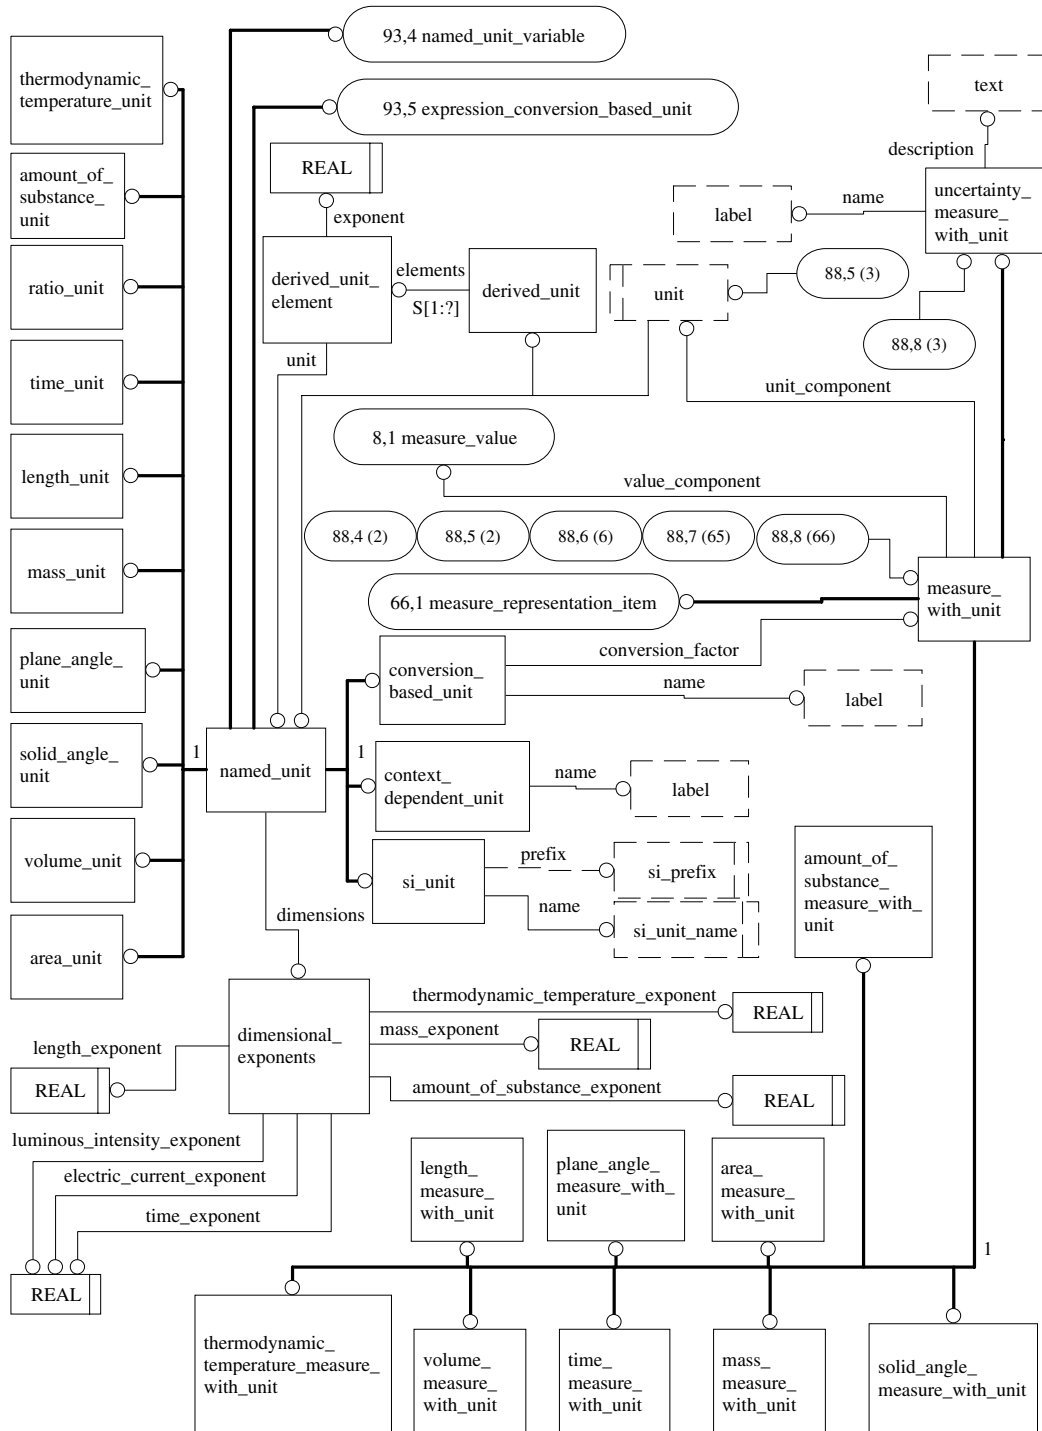 93,4 named_unit_variable
thermodynamic_
temperature_unit
text
93,5 expression_conversion_based_unit
description
REAL
amount_of_
substance_
unit
uncertainty_
measure_
with_unit
name
label
exponent
derived_unit_
element
elements
S[1:?]
derived_unit
unit
88,5 (3)
ratio_unit
88,8 (3)
unit
time_unit
unit_component
8,1 measure_value
length_unit
value_component
88,4 (2)
88,5 (2)
88,6 (6)
88,7 (65)
88,8 (66)
mass_unit
measure_
with_unit
66,1 measure_representation_item
plane_angle_
unit
conversion_
based_unit
conversion_factor
name
label
solid_angle_
unit
1
named_unit
1
context_
dependent_unit
name
label
volume_unit
si_unit
prefix
si_prefix
name
si_unit_name
amount_of_
substance_
measure_with_
unit
dimensions
area_unit
dimensional_
exponents
thermodynamic_temperature_exponent
REAL
mass_exponent
REAL
length_exponent
REAL
amount_of_substance_exponent
REAL
luminous_intensity_exponent
electric_current_exponent
time_exponent
REAL
length_
measure_
with_unit
plane_angle_
measure_with_
unit
area_
measure_
with_unit
1
thermodynamic_
temperature_measure_
with_unit
volume_
measure_
with_unit
time_
measure_
with_unit
mass_
measure_
with_unit
solid_angle_
measure_with_unit